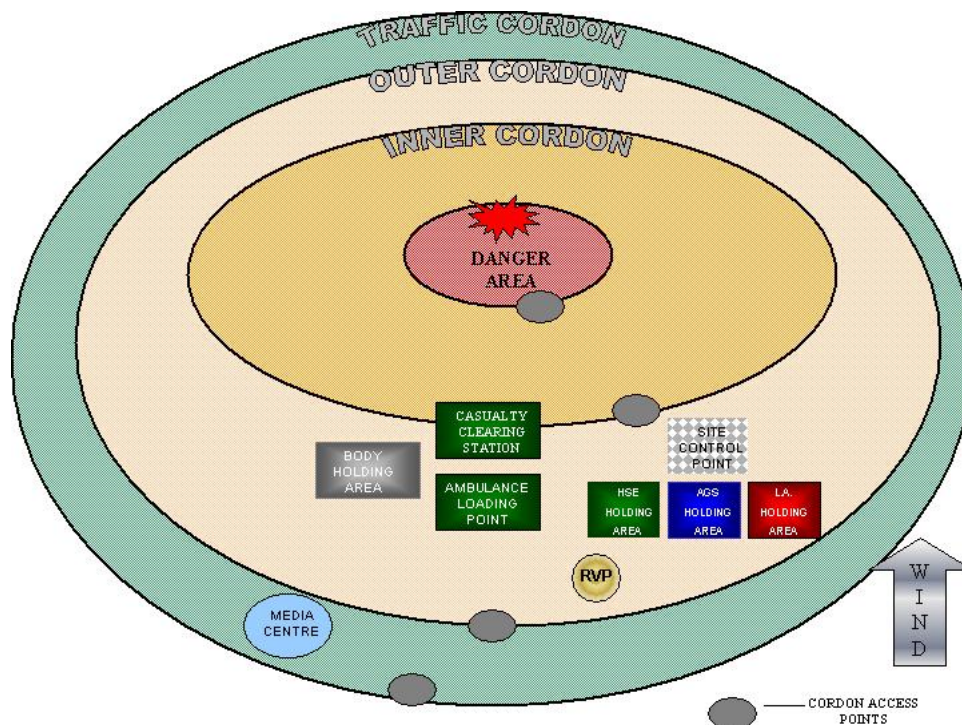 TRAFFIC CORDON
OUTER CORDON
INNER CORDON
DANGER
AREA
CASUALTY
CLEARING
STATION
SITE
CONTROL
POINT
BODY
HOLDING
AREA
AMBULANCE
LOADING
POINT
HSE
HOLDING
AREA
AGS
HOLDING
AREA
L.A.
HOLDING
AREA
RVP
WIND
MEDIA
CENTRE
CORDON ACCESS
POINTS